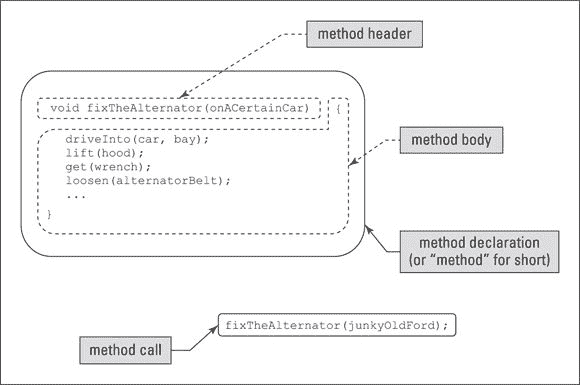 method header
void fixTheAlternator(onACertainCar) {
driveInto(car, bay);
lift(hood);
get(wrench);
loosen(alternatorBelt);
...
}
method body
method declaration
(or “method” for short)
fixTheAlternator(junkyOldFord);
method call